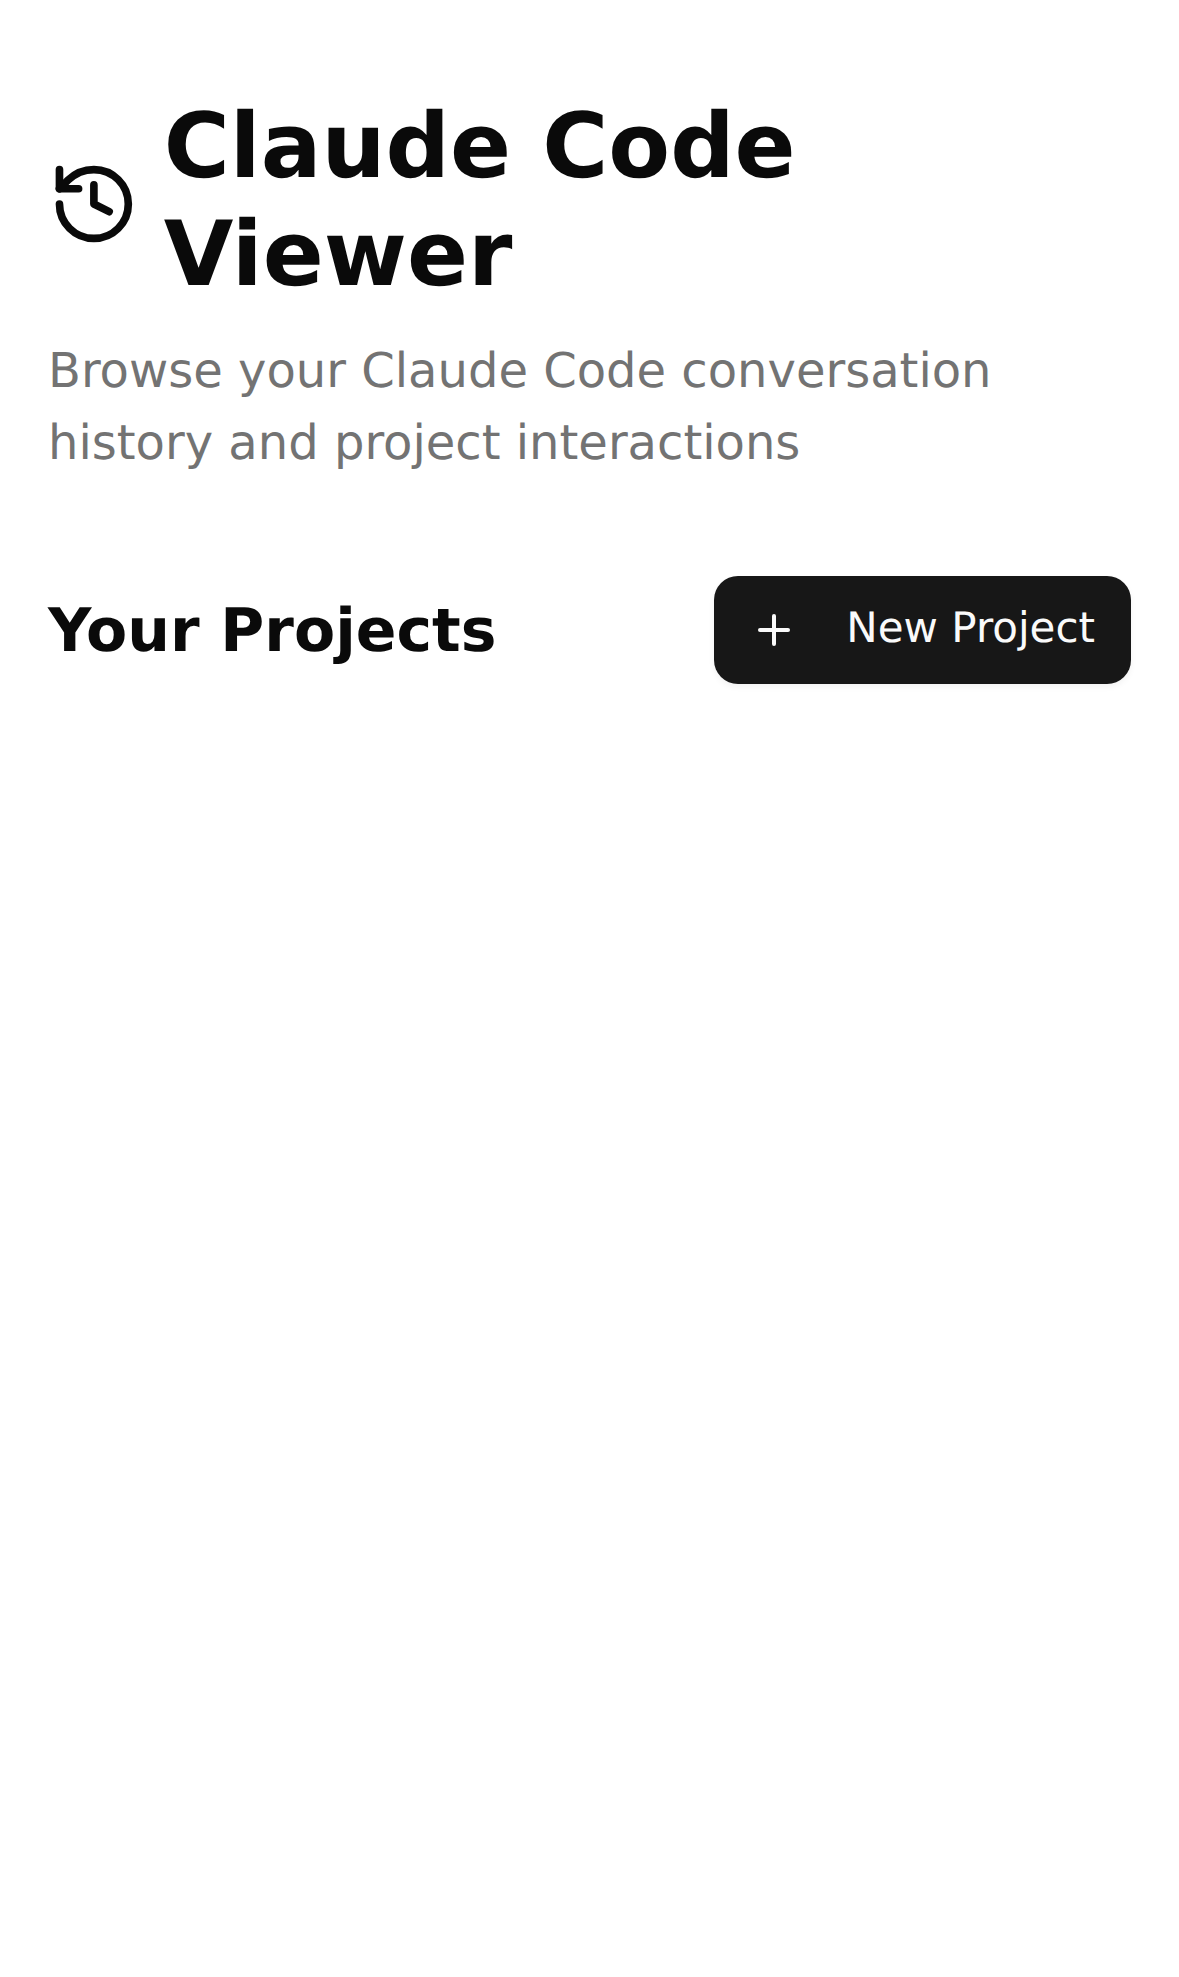 Claude Code
Viewer
Browse your Claude Code conversation
history and project interactions
Your Projects
New Project